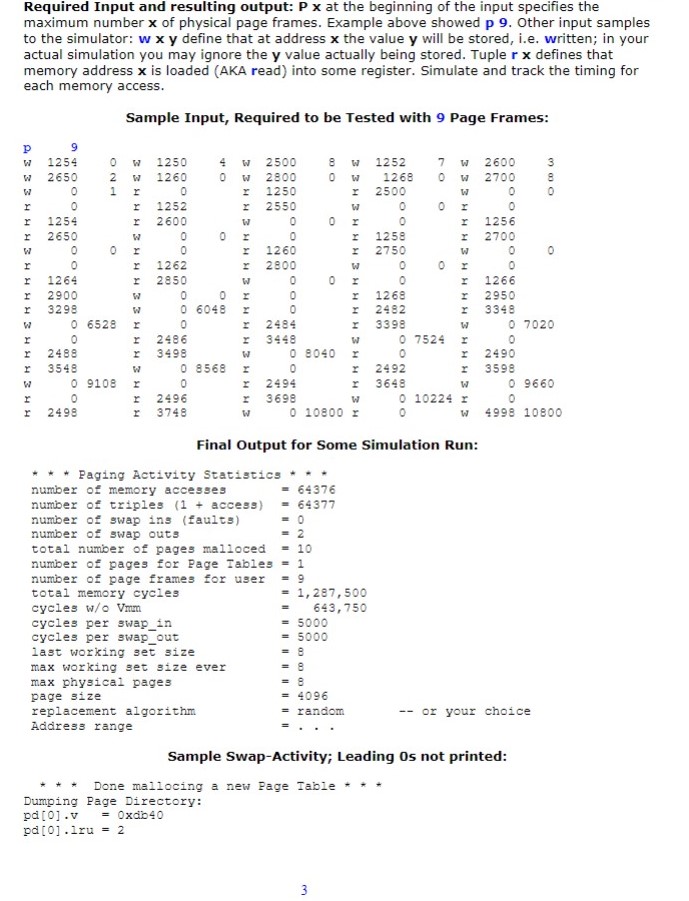 Required Input and resulting output: P x at the beginning of the input specifies the
maximum number x of physical page frames. Example above showed p 9. Other input samples
to the simulator: w x y define that at address x the value y will be stored, i.e. written; in your
actual simulation you may ignore the y value actually being stored. Tuple r x defines that
memory address x is loaded (AKA read) into some register. Simulate and track the timing for
each memory access.
Sample Input, Required to be Tested with 9 Page Frames:
p 9
w 1254 0 w 1250 4 w 2500 8 w 1252 7 w 2600 3
w 2650 2 w 1260 0 w 2800 0 w 1268 0 w 2700 8
w 0 1 r 0 r 1250 r 2500 w 0 0
r 0 r 1252 r 2550 w 0 0 r 0
r 1254 r 2600 w 0 0 r 0 r 1256
r 2650 w 0 0 r 0 r 1258 r 2700
w 0 0 r 0 r 1260 r 2750 w 0 0
r 0 r 1262 r 2800 w 0 0 r 0
r 1264 r 2850 w 0 0 r 0 r 1266
r 2900 w 0 0 r 0 r 1268 r 2950
r 3298 w 0 6048 r 0 r 2482 r 3348
w 0 6528 r 0 r 2484 r 3398 w 0 7020
r 0 r 2486 r 3448 w 0 7524 r 0
r 2488 r 3498 w 0 8040 r 0 r 2490
r 3548 w 0 8568 r 0 r 2492 r 3598
w 0 9108 r 0 r 2494 r 3648 w 0 9660
r 0 r 2496 r 3698 w 0 10224 r 0
r 2498 r 3748 w 0 10800 r 0 w 4998 10800
Final Output for Some Simulation Run:
* * * Paging Activity Statistics * * *
number of memory accesses = 64376
number of triples (1 + access) = 64377
number of swap ins (faults) = 0
number of swap outs = 2
total number of pages malloced = 10
number of pages for Page Tables = 1
number of page frames for user = 9
total memory cycles = 1,287,500
cycles w/o Vmm = 643,750
cycles per swap_in = 5000
cycles per swap_out = 5000
last working set size = 8
max working set size ever = 8
max physical pages = 8
page size = 4096
replacement algorithm = random -- or your choice
Address range = . . .
Sample Swap-Activity; Leading 0s not printed:
* * * Done mallocing a new Page Table * * *
Dumping Page Directory:
pd[0].v = 0xdb40
pd[0].lru = 2
3